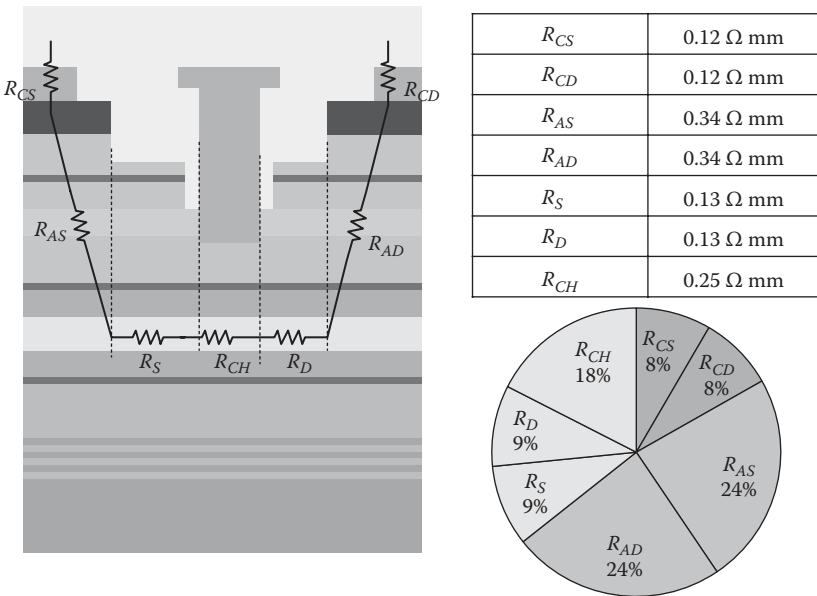 R_CS
R_CD
R_AS
R_AD
R_S
R_CH
R_D
R_CS 0.12 Ω mm
R_CD 0.12 Ω mm
R_AS 0.34 Ω mm
R_AD 0.34 Ω mm
R_S 0.13 Ω mm
R_D 0.13 Ω mm
R_CH 0.25 Ω mm
R_CS
8%
R_CD
8%
R_AS
24%
R_AD
24%
R_S
9%
R_D
9%
R_CH
18%